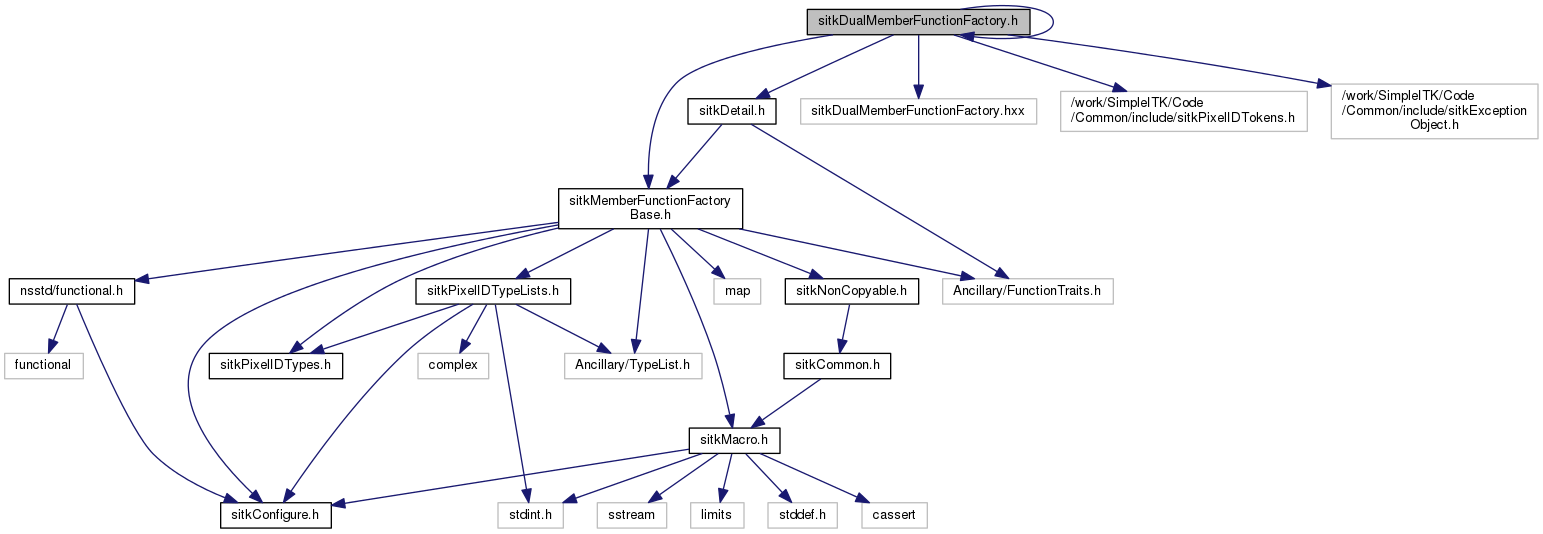 sitkDualMemberFunctionFactory.h
sitkDetail.h
sitkDualMemberFunctionFactory.hxx
/work/SimpleITK/Code
/Common/include/sitkPixelIDTokens.h
/work/SimpleITK/Code
/Common/include/sitkException
Object.h
sitkMemberFunctionFactory
Base.h
nsstd/functional.h
sitkPixelIDTypeLists.h
map
sitkNonCopyable.h
Ancillary/FunctionTraits.h
functional
sitkPixelIDTypes.h
complex
Ancillary/TypeList.h
sitkCommon.h
sitkMacro.h
sitkConfigure.h
stdint.h
sstream
limits
stddef.h
cassert